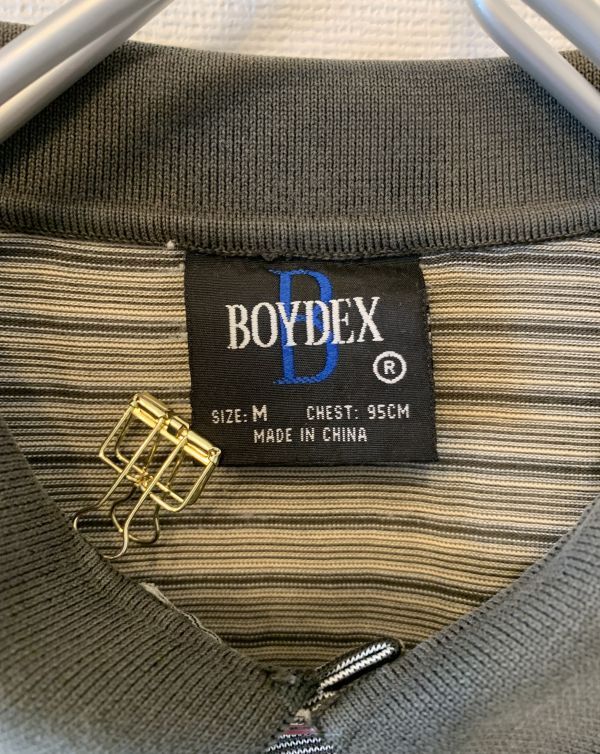 B
BOYDEX
®
SIZE: M CHEST: 95CM
MADE IN CHINA